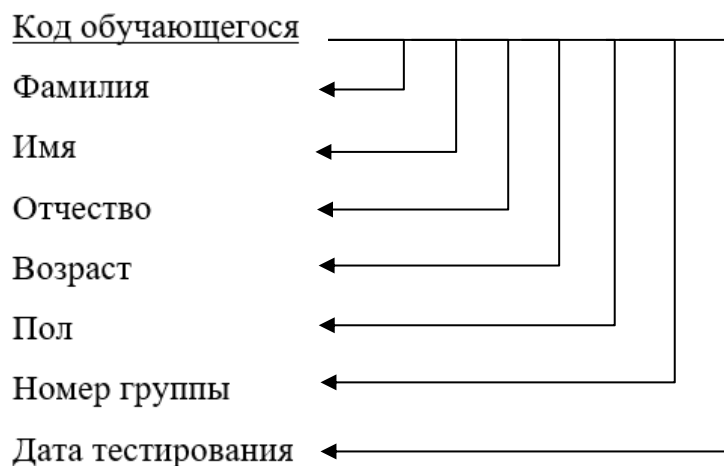 Код обучающегося
Фамилия
Имя
Отчество
Возраст
Пол
Номер группы
Дата тестирования